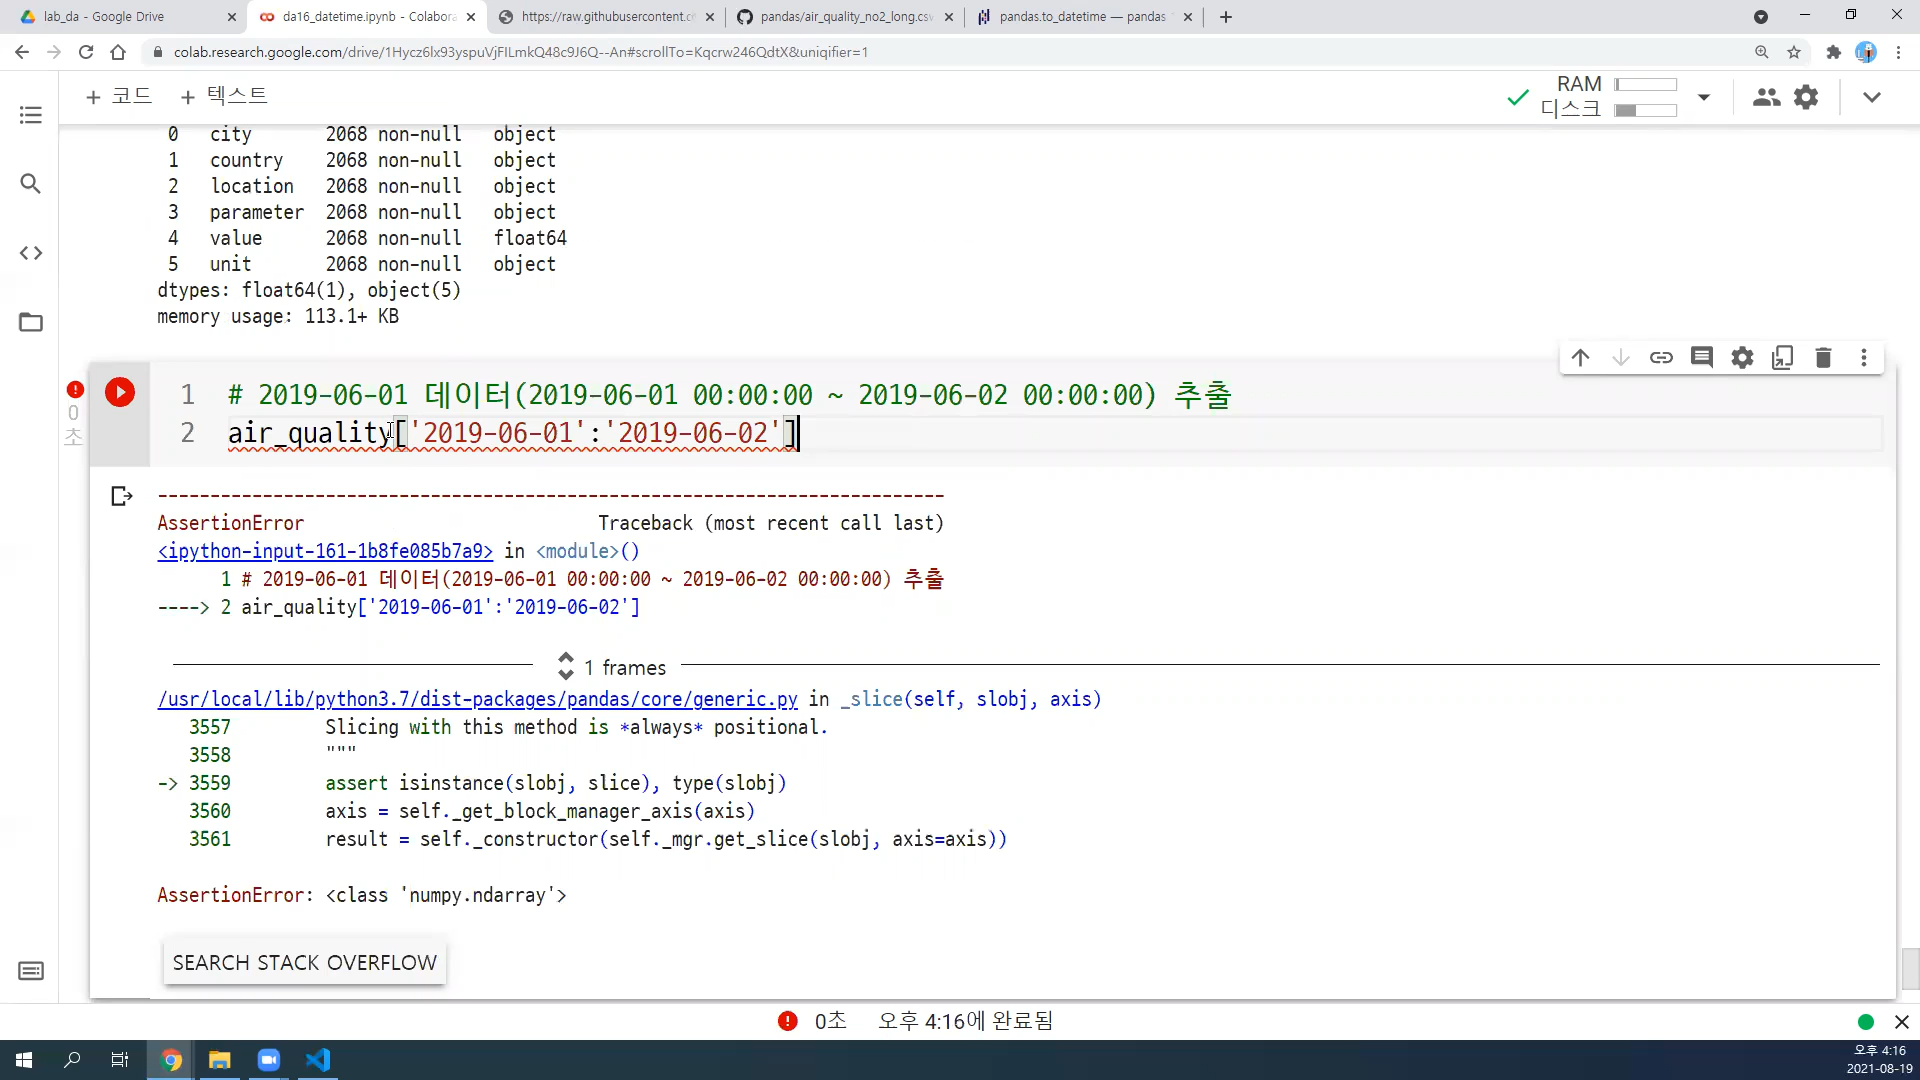 lab_da - Google Drive
da16_datetime.ipynb - Colabora
https://raw.githubusercontent.c
pandas/air_quality_no2_long.csv
pandas.to_datetime — pandas
colab.research.google.com/drive/1Hycz6lx93yspuVjFILmkQ48c9J6Q--An#scrollTo=Kqcrw246QdtX&uniqifier=1
+ 코드 + 텍스트
RAM
디스크
0 city 2068 non-null object
1 country 2068 non-null object
2 location 2068 non-null object
3 parameter 2068 non-null object
4 value 2068 non-null float64
5 unit 2068 non-null object
dtypes: float64(1), object(5)
memory usage: 113.1+ KB
0
초
1 # 2019-06-01 데이터(2019-06-01 00:00:00 ~ 2019-06-02 00:00:00) 추출
2 air_quality['2019-06-01':'2019-06-02']
---------------------------------------------------------------------------
AssertionError Traceback (most recent call last)
<ipython-input-161-1b8fe085b7a9> in <module>()
1 # 2019-06-01 데이터(2019-06-01 00:00:00 ~ 2019-06-02 00:00:00) 추출
----> 2 air_quality['2019-06-01':'2019-06-02']
1 frames
/usr/local/lib/python3.7/dist-packages/pandas/core/generic.py in _slice(self, slobj, axis)
3557 Slicing with this method is *always* positional.
3558 """
-> 3559 assert isinstance(slobj, slice), type(slobj)
3560 axis = self._get_block_manager_axis(axis)
3561 result = self._constructor(self._mgr.get_slice(slobj, axis=axis))
AssertionError: <class 'numpy.ndarray'>
SEARCH STACK OVERFLOW
0초 오후 4:16에 완료됨
오후 4:16
2021-08-19